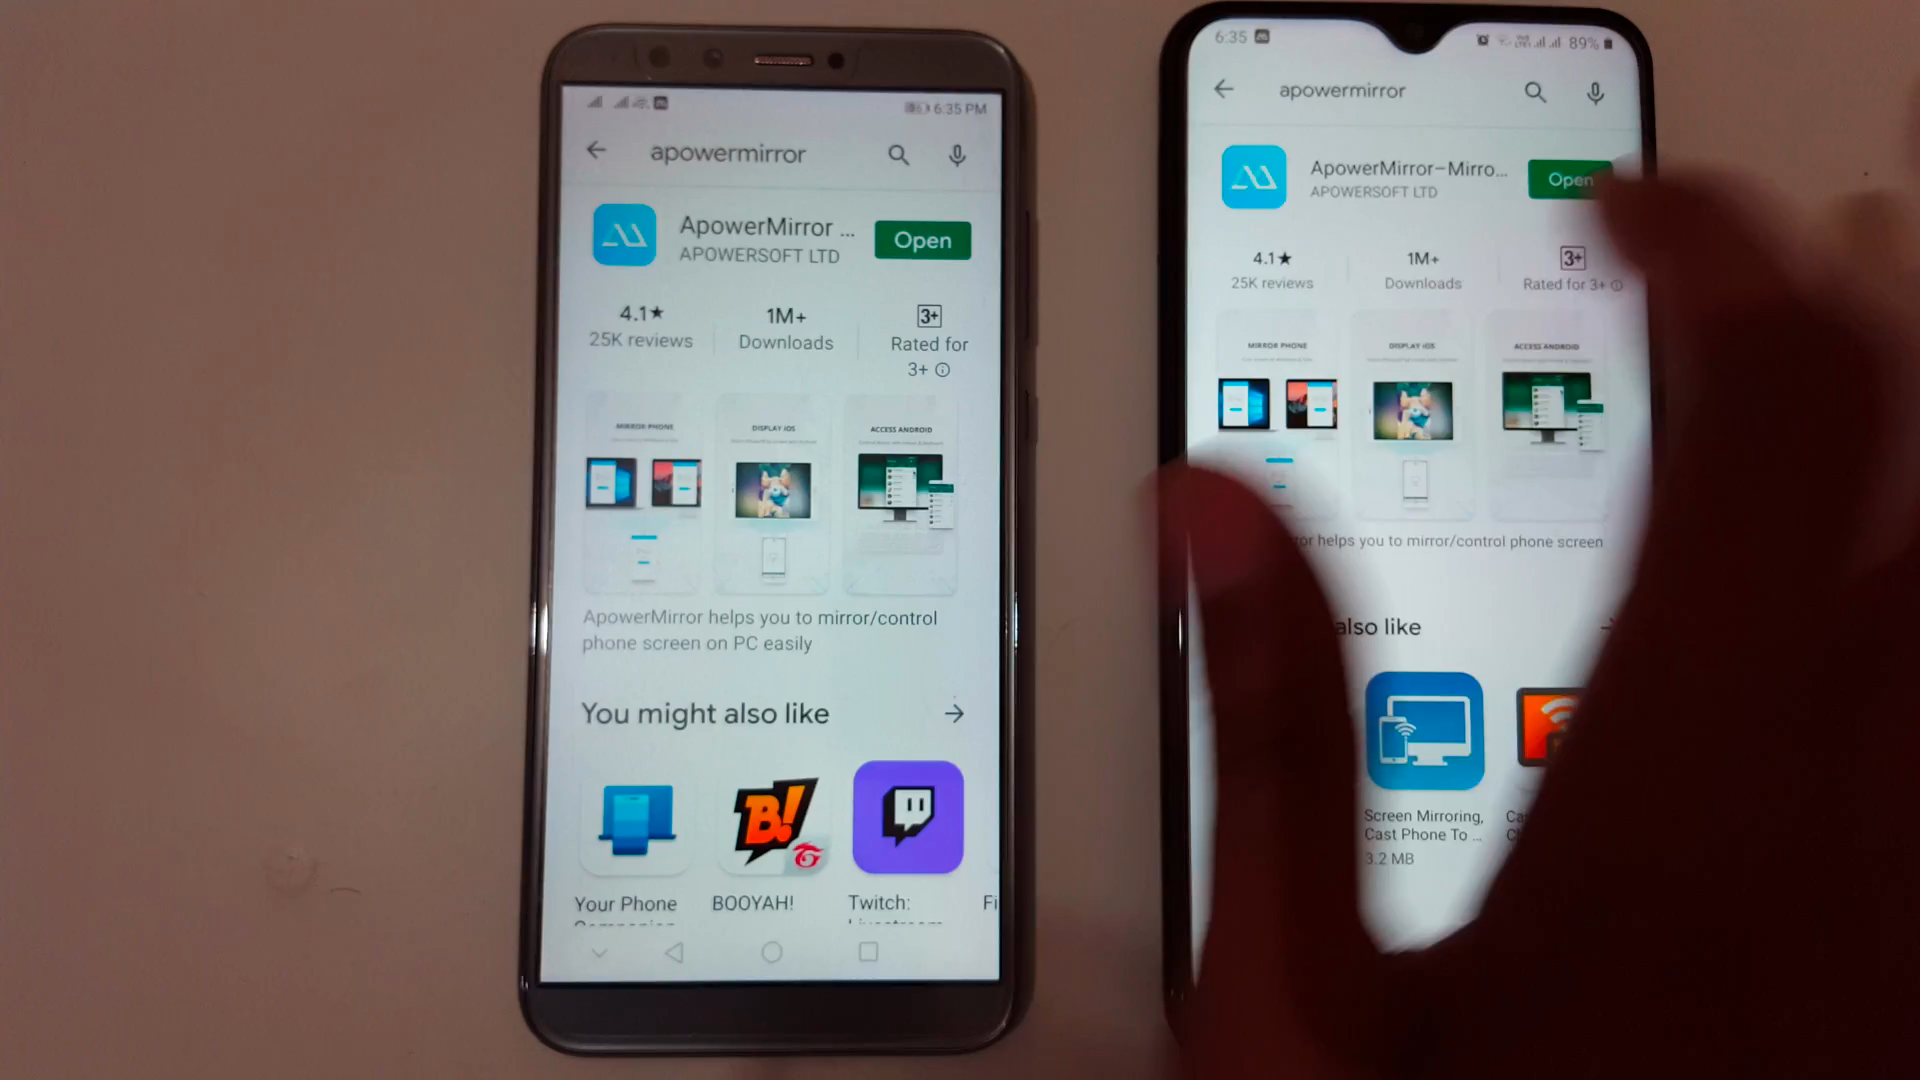 6:35 PM
apowermirror
ApowerMirror ...
APOWERSOFT LTD
Open
4.1★
25K reviews
1M+
Downloads
3+
Rated for
3+
MIRROR PHONE
DISPLAY iOS
ACCESS ANDROID
ApowerMirror helps you to mirror/control
phone screen on PC easily
You might also like
B!
Your Phone
BOOYAH!
Twitch:
Fi
6:35
89%
apowermirror
ApowerMirror-Mirro...
APOWERSOFT LTD
Open
4.1★
25K reviews
1M+
Downloads
3+
Rated for 3+
MIRROR PHONE
DISPLAY iOS
ACCESS ANDROID
helps you to mirror/control phone screen
also like
Screen Mirroring,
Cast Phone To ...
3.2 MB